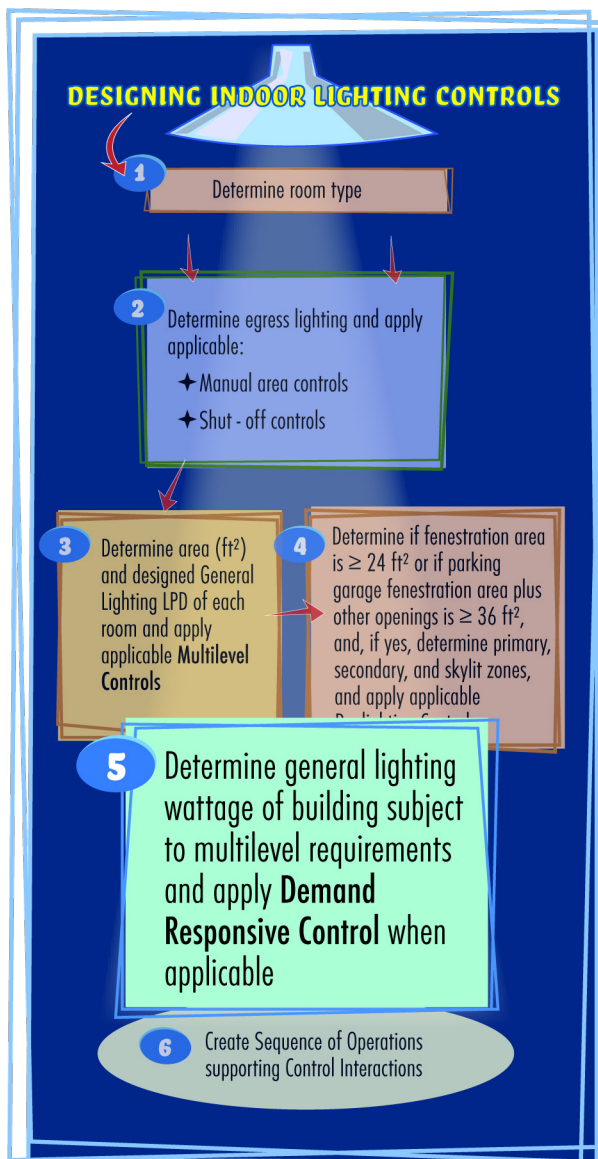 DESIGNING INDOOR LIGHTING CONTROLS
1
Determine room type
2
Determine egress lighting and apply
applicable:
Manual area controls
Shut - off controls
3
Determine area (ft²)
and designed General
Lighting LPD of each
room and apply
applicable Multilevel
Controls
4
Determine if fenestration area
is ≥ 24 ft² or if parking
garage fenestration area plus
other openings is ≥ 36 ft²,
and, if yes, determine primary,
secondary, and skylit zones,
and apply applicable
5
Determine general lighting
wattage of building subject
to multilevel requirements
and apply Demand
Responsive Control when
applicable
6
Create Sequence of Operations
supporting Control Interactions